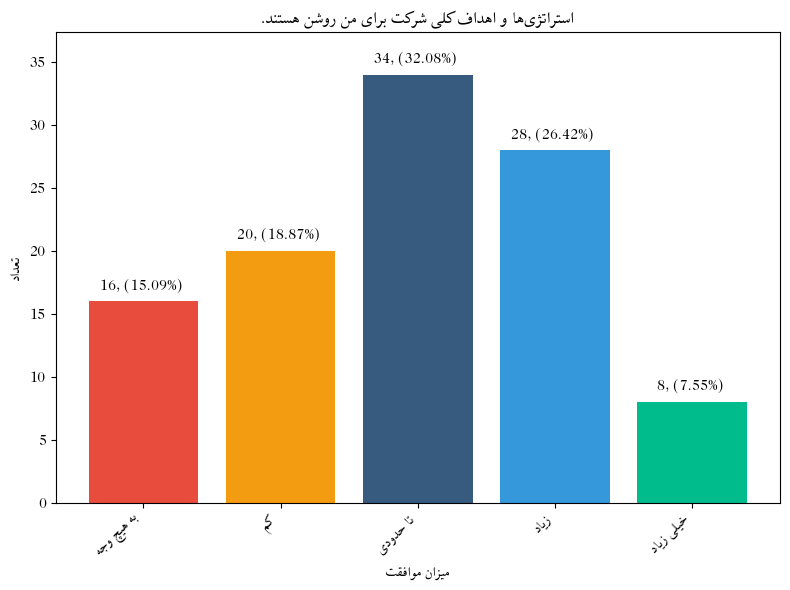 استراتژی‌ها و اهداف کلی شرکت برای من روشن هستند.
34, (32.08%)
28, (26.42%)
20, (18.87%)
16, (15.09%)
8, (7.55%)
35
30
25
20
15
10
5
0
تعداد
به هیچ وجه
کم
تا حدودی
زیاد
خیلی زیاد
میزان موافقت